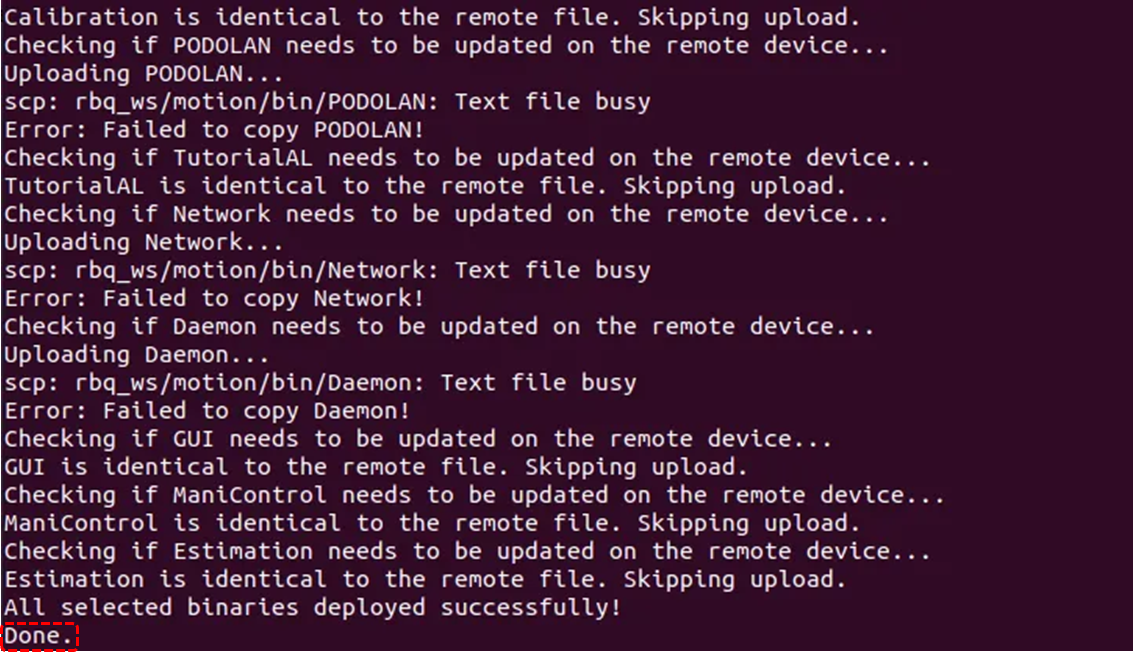 Calibration is identical to the remote file. Skipping upload.
Checking if PODOLAN needs to be updated on the remote device...
Uploading PODOLAN...
scp: rbq_ws/motion/bin/PODOLAN: Text file busy
Error: Failed to copy PODOLAN!
Checking if TutorialAL needs to be updated on the remote device...
TutorialAL is identical to the remote file. Skipping upload.
Checking if Network needs to be updated on the remote device...
Uploading Network...
scp: rbq_ws/motion/bin/Network: Text file busy
Error: Failed to copy Network!
Checking if Daemon needs to be updated on the remote device...
Uploading Daemon...
scp: rbq_ws/motion/bin/Daemon: Text file busy
Error: Failed to copy Daemon!
Checking if GUI needs to be updated on the remote device...
GUI is identical to the remote file. Skipping upload.
Checking if ManiControl needs to be updated on the remote device...
ManiControl is identical to the remote file. Skipping upload.
Checking if Estimation needs to be updated on the remote device...
Estimation is identical to the remote file. Skipping upload.
All selected binaries deployed successfully!
Done.